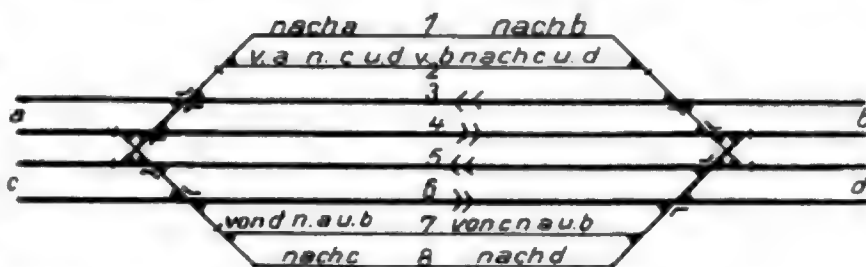 nach a 1 nach b
v. a n. c u. d v. b nach c u. d
2
3
a b
4
5
c d
6
von d n. a u. b 7 von c n a u. b
nach c 8 nach d